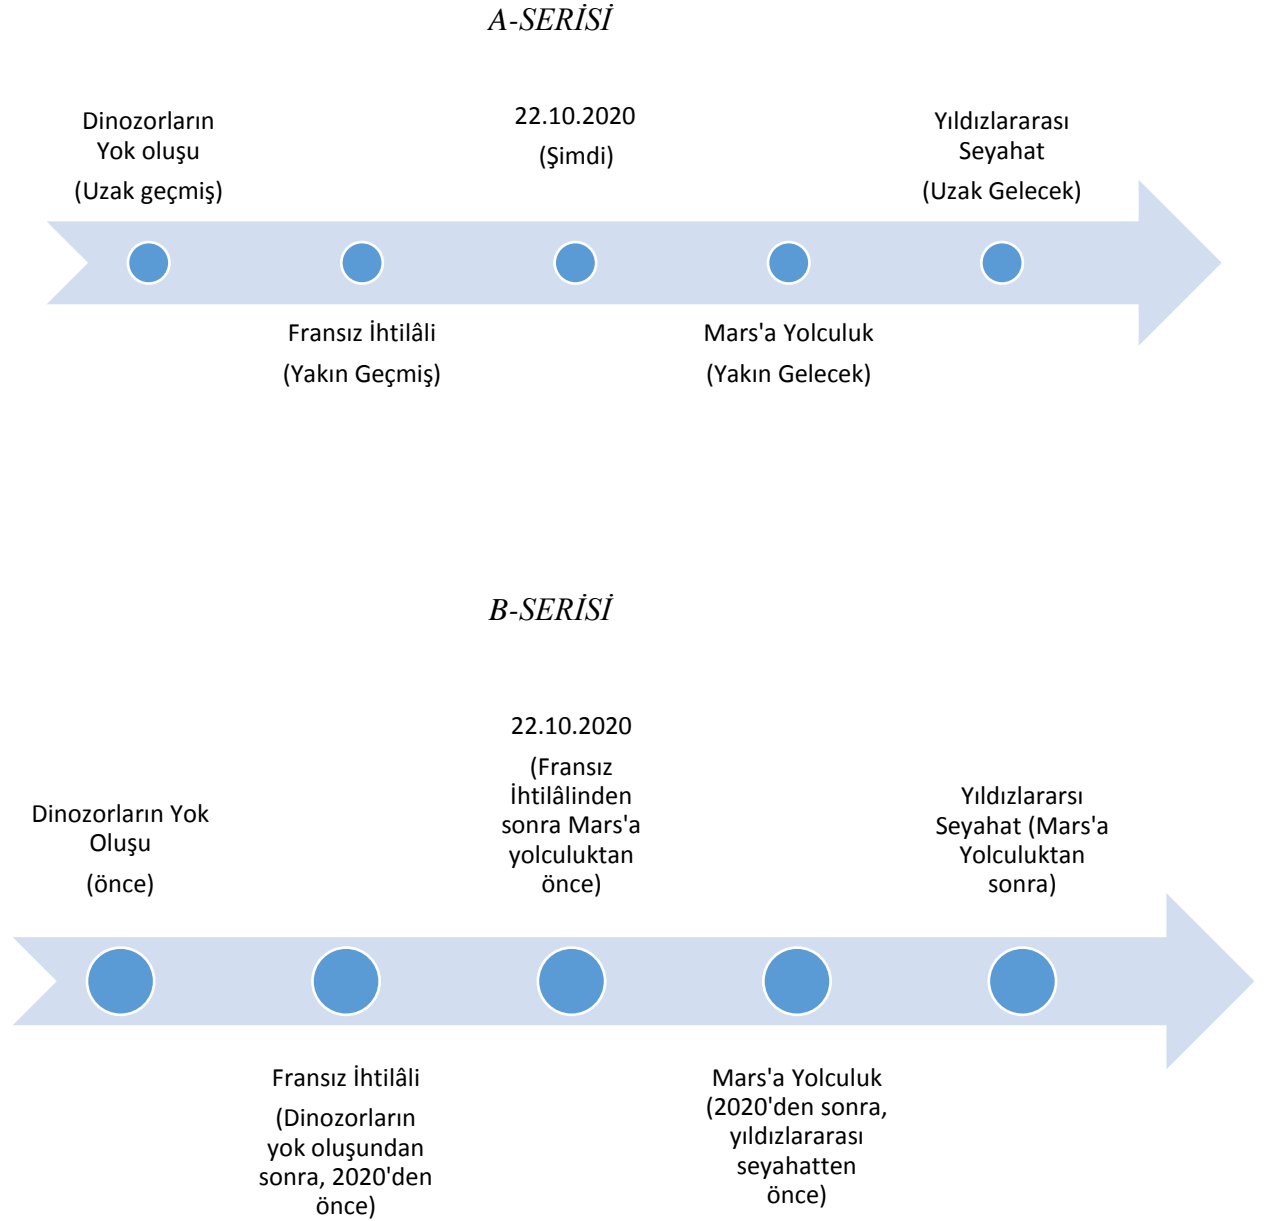 A-SERİSİ
Dinozorların
Yok oluşu
(Uzak geçmiş)
22.10.2020
(Şimdi)
Yıldızlararası
Seyahat
(Uzak Gelecek)
Fransız İhtilâli
(Yakın Geçmiş)
Mars'a Yolculuk
(Yakın Gelecek)
B-SERİSİ
Dinozorların Yok
Oluşu
(önce)
22.10.2020
(Fransız
İhtilâlinden
sonra Mars'a
yolculuktan
önce)
Yıldızlararsı
Seyahat (Mars'a
Yolculuktan
sonra)
Fransız İhtilâli
(Dinozorların
yok oluşundan
sonra, 2020'den
önce)
Mars'a Yolculuk
(2020'den sonra,
yıldızlararası
seyahatten
önce)